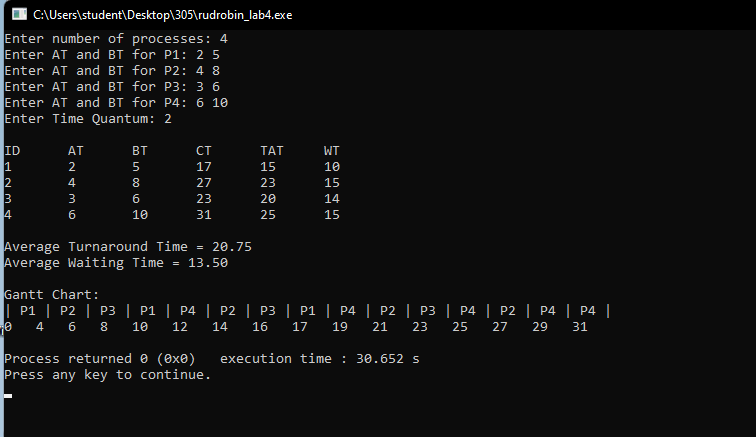 C:\Users\student\Desktop\305\rudrobin_lab4.exe
Enter number of processes: 4
Enter AT and BT for P1: 2 5
Enter AT and BT for P2: 4 8
Enter AT and BT for P3: 3 6
Enter AT and BT for P4: 6 10
Enter Time Quantum: 2
ID AT BT CT TAT WT
1 2 5 17 15 10
2 4 8 27 23 15
3 3 6 23 20 14
4 6 10 31 25 15
Average Turnaround Time = 20.75
Average Waiting Time = 13.50
Gantt Chart:
| P1 | P2 | P3 | P1 | P4 | P2 | P3 | P1 | P4 | P2 | P3 | P4 | P2 | P4 | P4 |
0 4 6 8 10 12 14 16 17 19 21 23 25 27 29 31
Process returned 0 (0x0) execution time : 30.652 s
Press any key to continue.